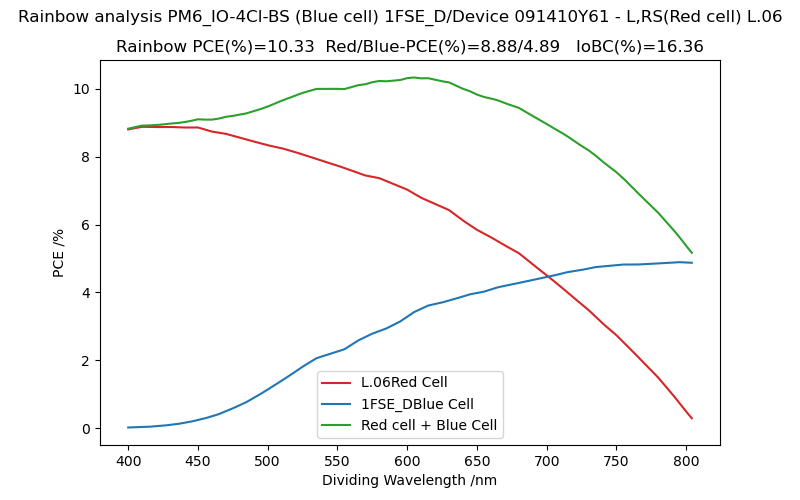 Rainbow analysis PM6_IO-4Cl-BS (Blue cell) 1FSE_D/Device 091410Y61 - L,RS(Red cell) L.06
Rainbow PCE(%)=10.33  Red/Blue-PCE(%)=8.88/4.89   IoBC(%)=16.36
PCE /%
10
8
6
4
2
0
L.06Red Cell
1FSE_DBlue Cell
Red cell + Blue Cell
400 450 500 550 600 650 700 750 800
Dividing Wavelength /nm